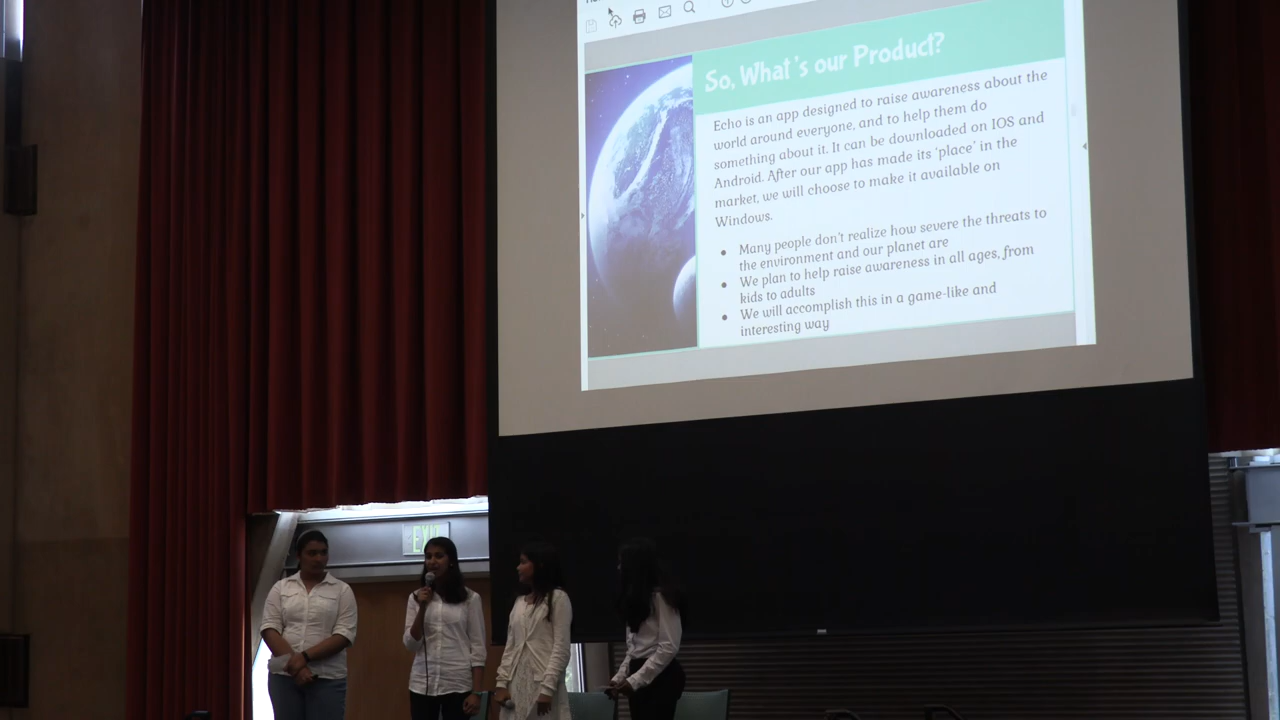 So, What's our Product?
Echo is an app designed to raise awareness about the
world around everyone, and to help them do
something about it. It can be downloaded on IOS and
Android. After our app has made its 'place' in the
market, we will choose to make it available on
Windows.
Many people don't realize how severe the threats to
the environment and our planet are
We plan to help raise awareness in all ages, from
kids to adults
We will accomplish this in a game-like and
interesting way
EXIT